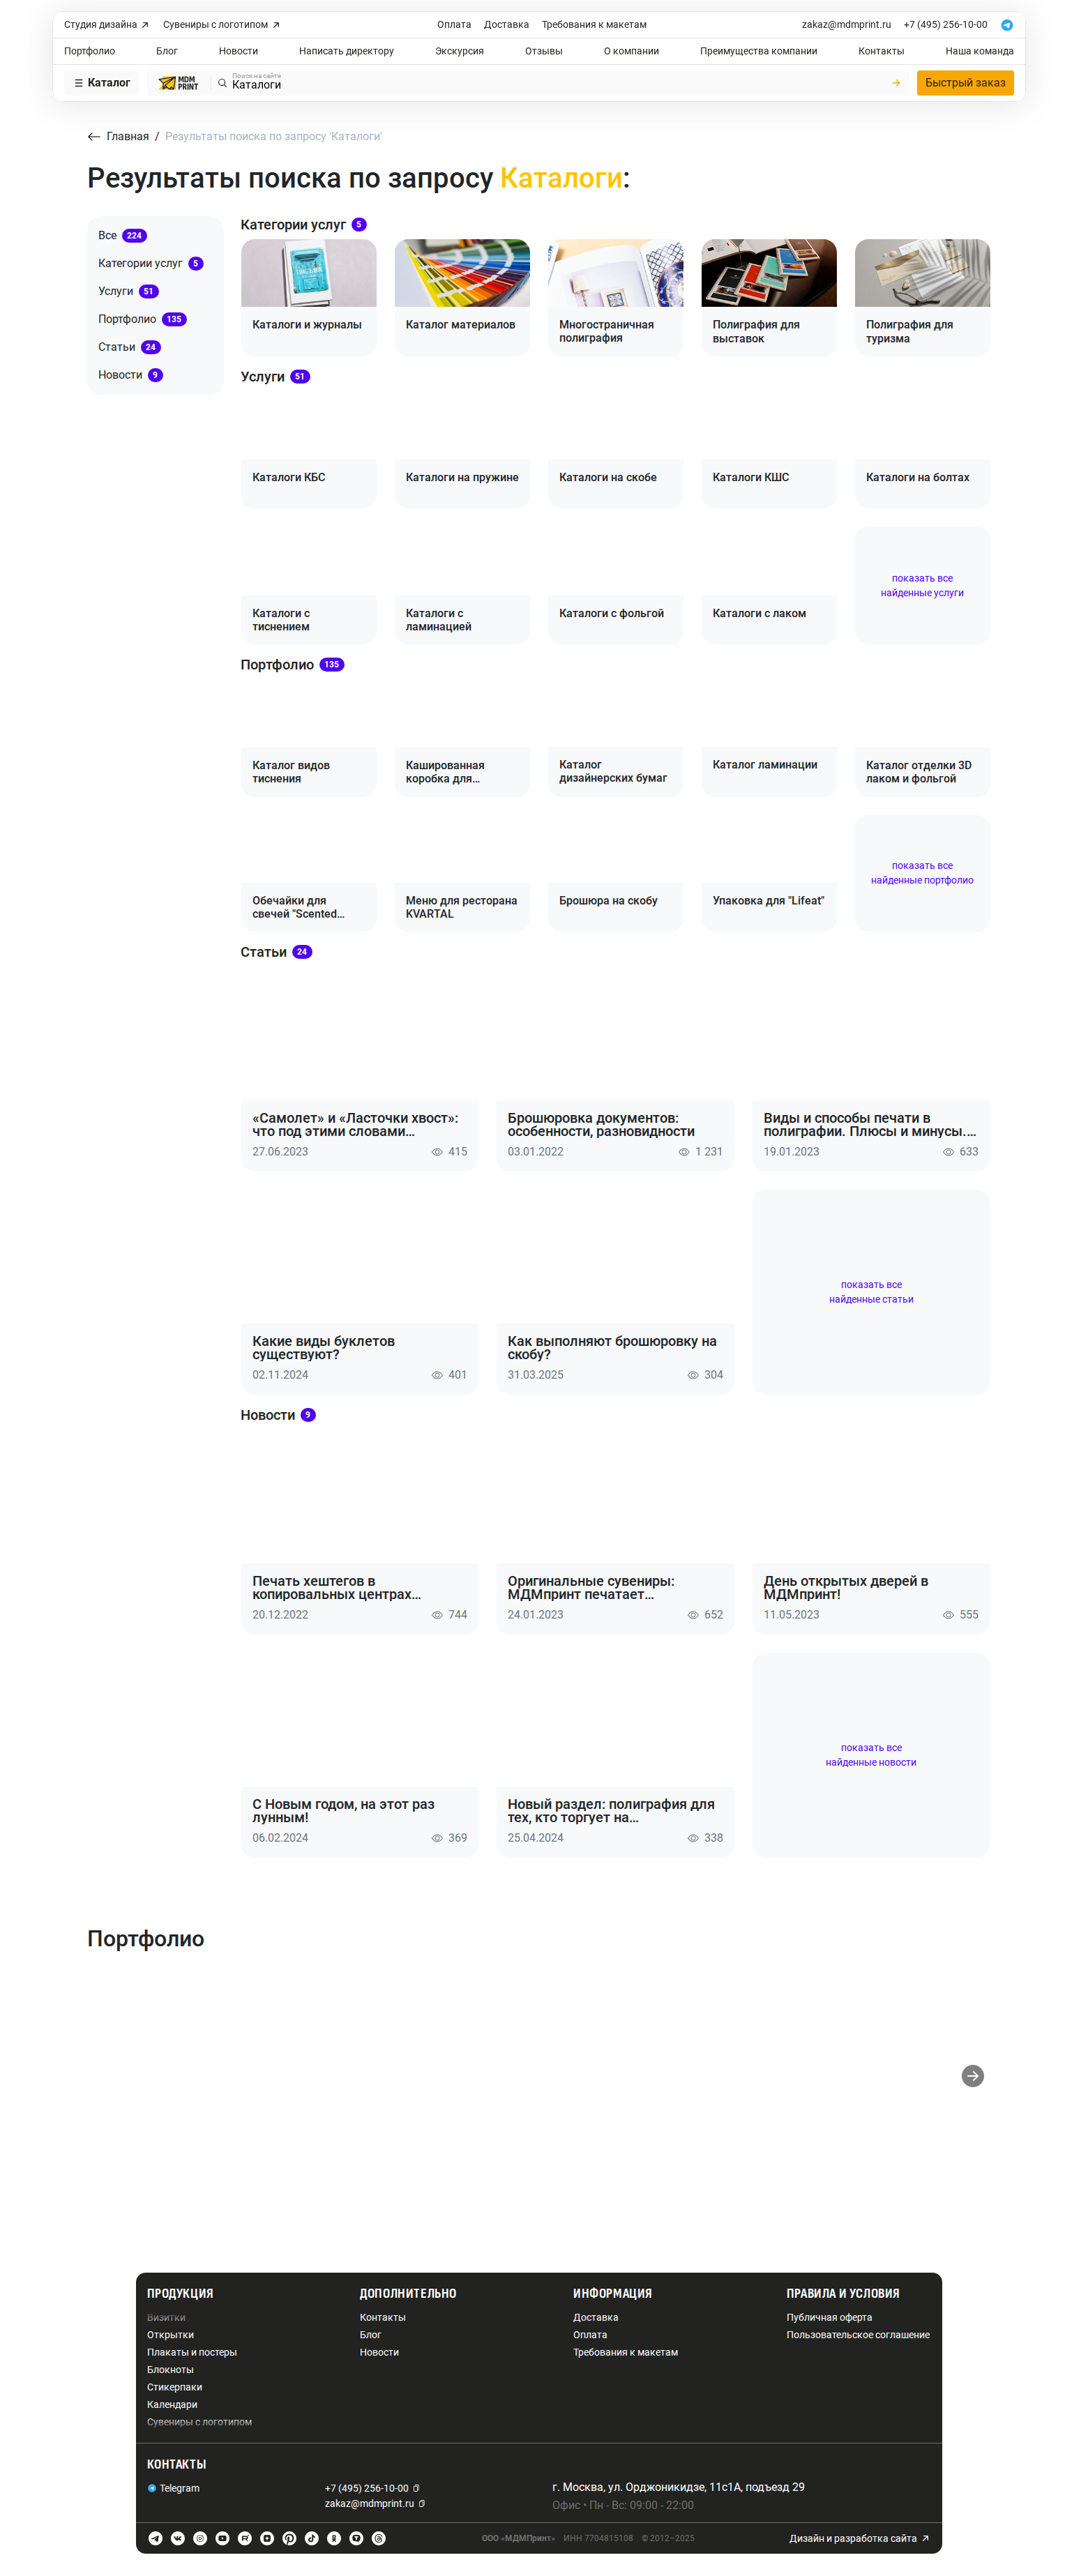 Студия дизайна
Сувениры с логотипом
Оплата
Доставка
Требования к макетам
zakaz@mdmprint.ru
+7 (495) 256-10-00
Портфолио
Блог
Новости
Написать директору
Экскурсия
Отзывы
О компании
Преимущества компании
Контакты
Наша команда
Каталог
MDM
PRINT
Поиск на сайте
Каталоги
Быстрый заказ
Главная / Результаты поиска по запросу 'Каталоги'
Результаты поиска по запросу Каталоги:
Все 224
Категории услуг 5
Услуги 51
Портфолио 135
Статьи 24
Новости 9
Категории услуг 5
Каталоги и журналы
Каталог материалов
Многостраничная
полиграфия
Полиграфия для
выставок
Полиграфия для
туризма
Услуги 51
Каталоги КБС
Каталоги на пружине
Каталоги на скобе
Каталоги КШС
Каталоги на болтах
Каталоги с
тиснением
Каталоги с
ламинацией
Каталоги с фольгой
Каталоги с лаком
показать все
найденные услуги
Портфолио 135
Каталог видов
тиснения
Кашированная
коробка для...
Каталог
дизайнерских бумаг
Каталог ламинации
Каталог отделки 3D
лаком и фольгой
Обечайки для
свечей "Scented...
Меню для ресторана
KVARTAL
Брошюра на скобу
Упаковка для "Lifeat"
показать все
найденные портфолио
Статьи 24
«Самолет» и «Ласточки хвост»:
что под этими словами...
27.06.2023
415
Брошюровка документов:
особенности, разновидности
03.01.2022
1 231
Виды и способы печати в
полиграфии. Плюсы и минусы...
19.01.2023
633
Какие виды буклетов
существуют?
02.11.2024
401
Как выполняют брошюровку на
скобу?
31.03.2025
304
показать все
найденные статьи
Новости 9
Печать хештегов в
копировальных центрах...
20.12.2022
744
Оригинальные сувениры:
МДМпринт печатает...
24.01.2023
652
День открытых дверей в
МДМпринт!
11.05.2023
555
С Новым годом, на этот раз
лунным!
06.02.2024
369
Новый раздел: полиграфия для
тех, кто торгует на...
25.04.2024
338
показать все
найденные новости
Портфолио
ПРОДУКЦИЯ
Визитки
Открытки
Плакаты и постеры
Блокноты
Стикерпаки
Календари
Сувениры с логотипом
ДОПОЛНИТЕЛЬНО
Контакты
Блог
Новости
ИНФОРМАЦИЯ
Доставка
Оплата
Требования к макетам
ПРАВИЛА И УСЛОВИЯ
Публичная оферта
Пользовательское соглашение
КОНТАКТЫ
Telegram
+7 (495) 256-10-00
zakaz@mdmprint.ru
г. Москва, ул. Орджоникидзе, 11с1А, подъезд 29
Офис • Пн - Вс: 09:00 - 22:00
ООО «МДМПринт» ИНН 7704815108 © 2012–2025
Дизайн и разработка сайта